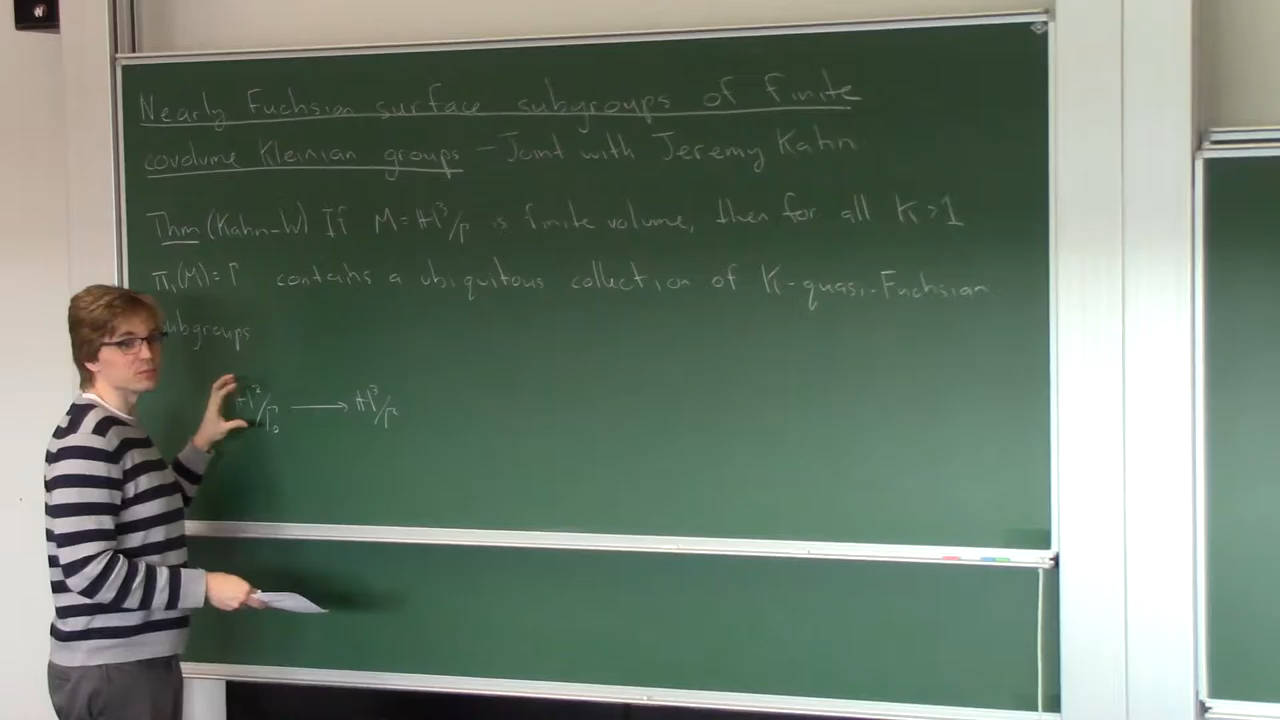 Nearly Fuchsian surface subgroups of finite
covolume Kleinian groups - Joint with Jeremy Kahn
Thm (Kahn-W) If M = H³/Γ is finite volume, then for all K > 1
π₁(M) = Γ contains a ubiquitous collection of K-quasi-Fuchsian
subgroups
H²/Γ₀ → H³/Γ